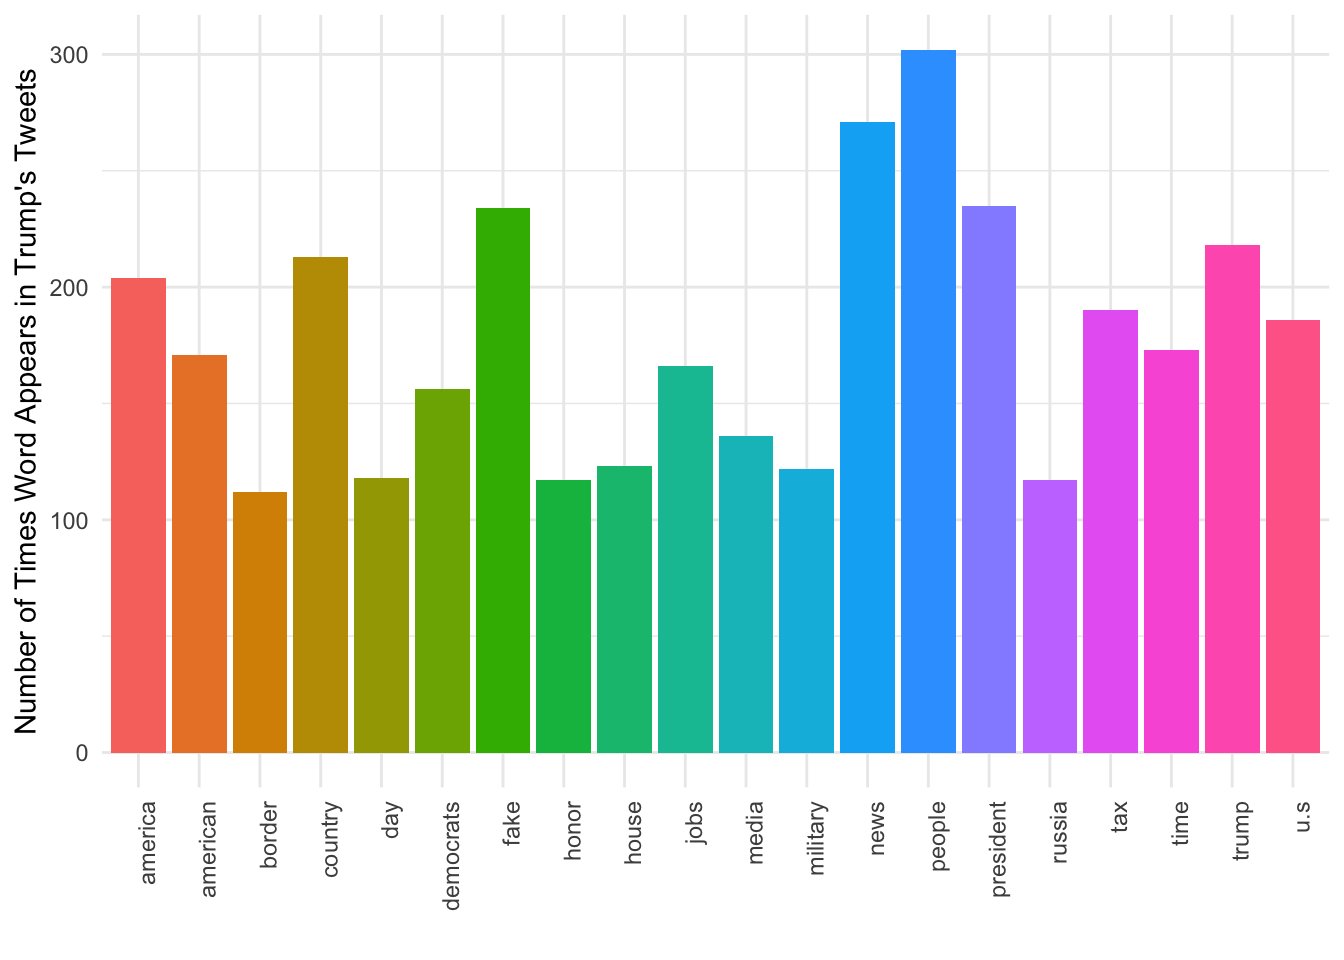 Number of Times Word Appears in Trump's Tweets
300
200
100
0
america
american
border
country
day
democrats
fake
honor
house
jobs
media
military
news
people
president
russia
tax
time
trump
u.s